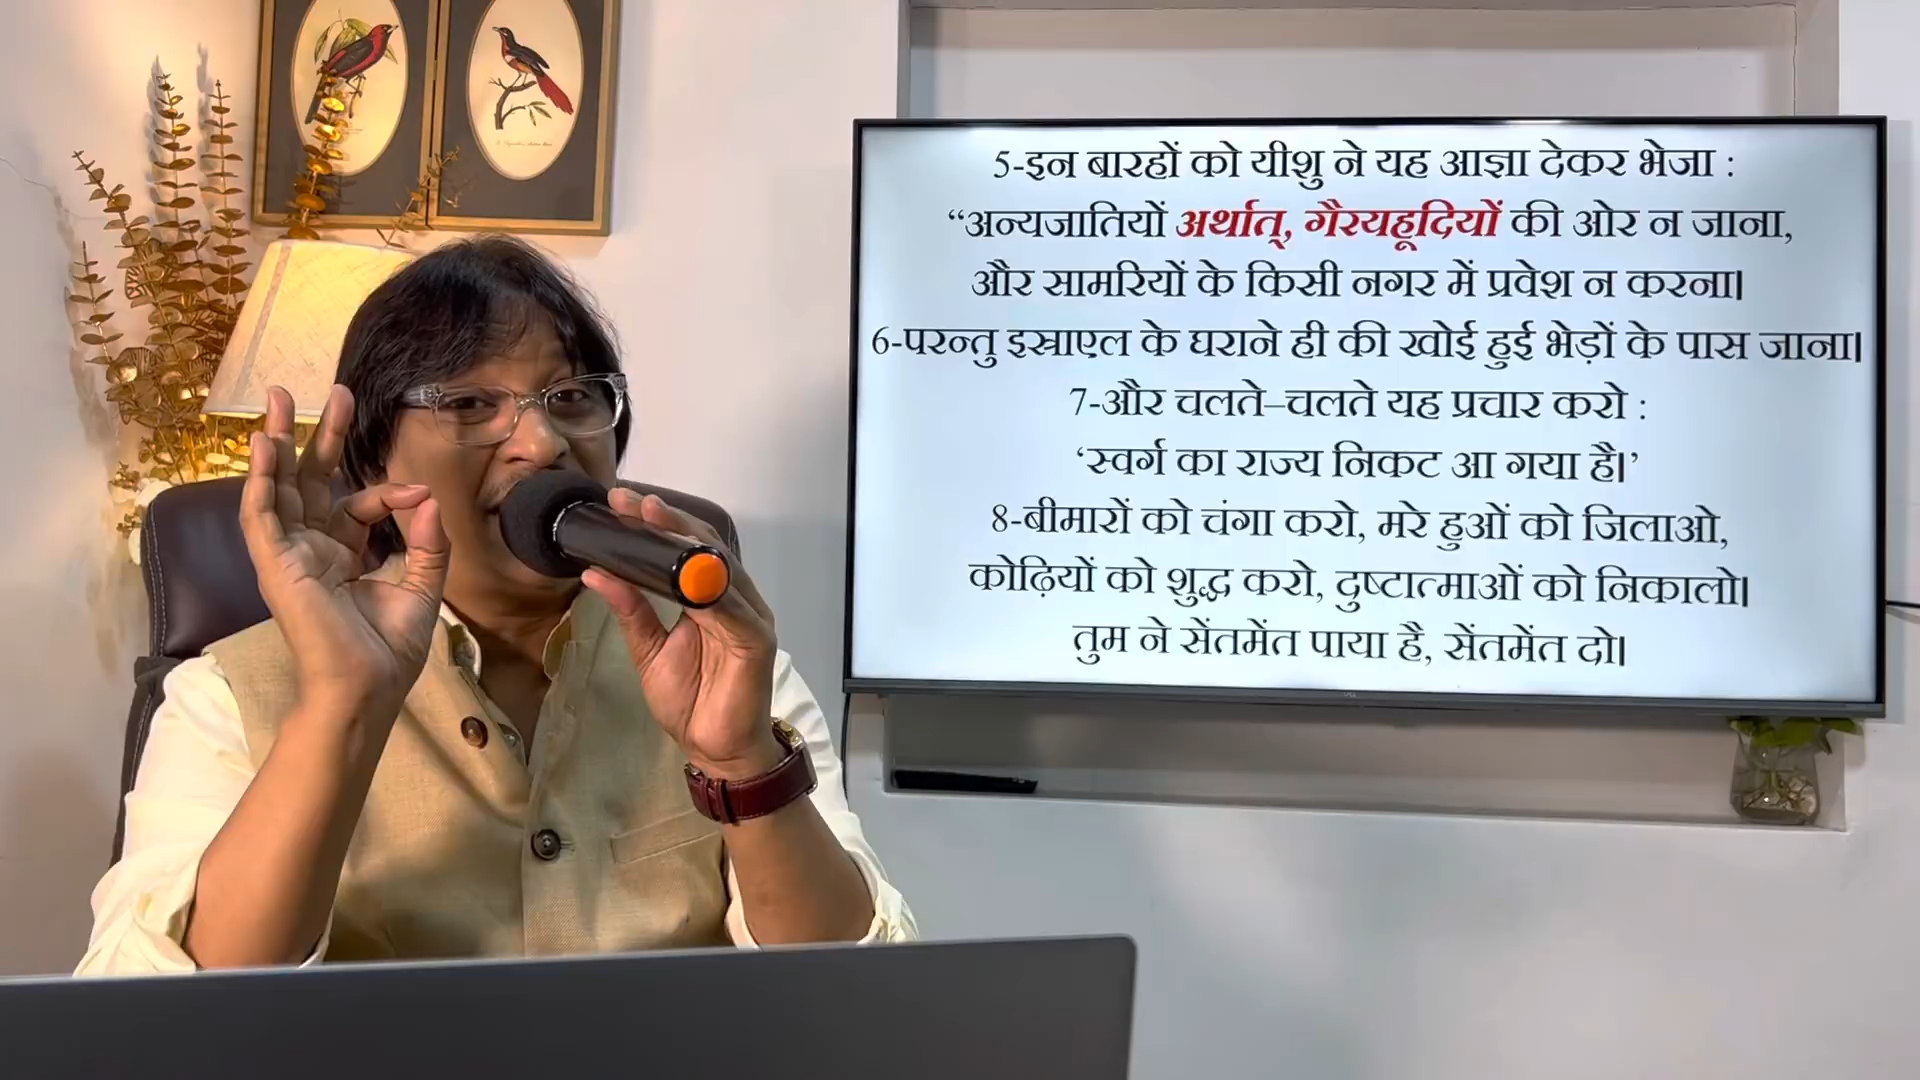 5-इन बारहों को यीशु ने यह आज्ञा देकर भेजा :
“अन्यजातियों अर्थात्, गैरयहूदियों की ओर न जाना,
और सामरियों के किसी नगर में प्रवेश न करना।
6-परन्तु इस्राएल के घराने ही की खोई हुई भेड़ों के पास जाना।
7-और चलते–चलते यह प्रचार करो :
‘स्वर्ग का राज्य निकट आ गया है।’
8-बीमारों को चंगा करो, मरे हुओं को जिलाओ,
कोढ़ियों को शुद्ध करो, दुष्टात्माओं को निकालो।
तुम ने सेंतमेंत पाया है, सेंतमेंत दो।